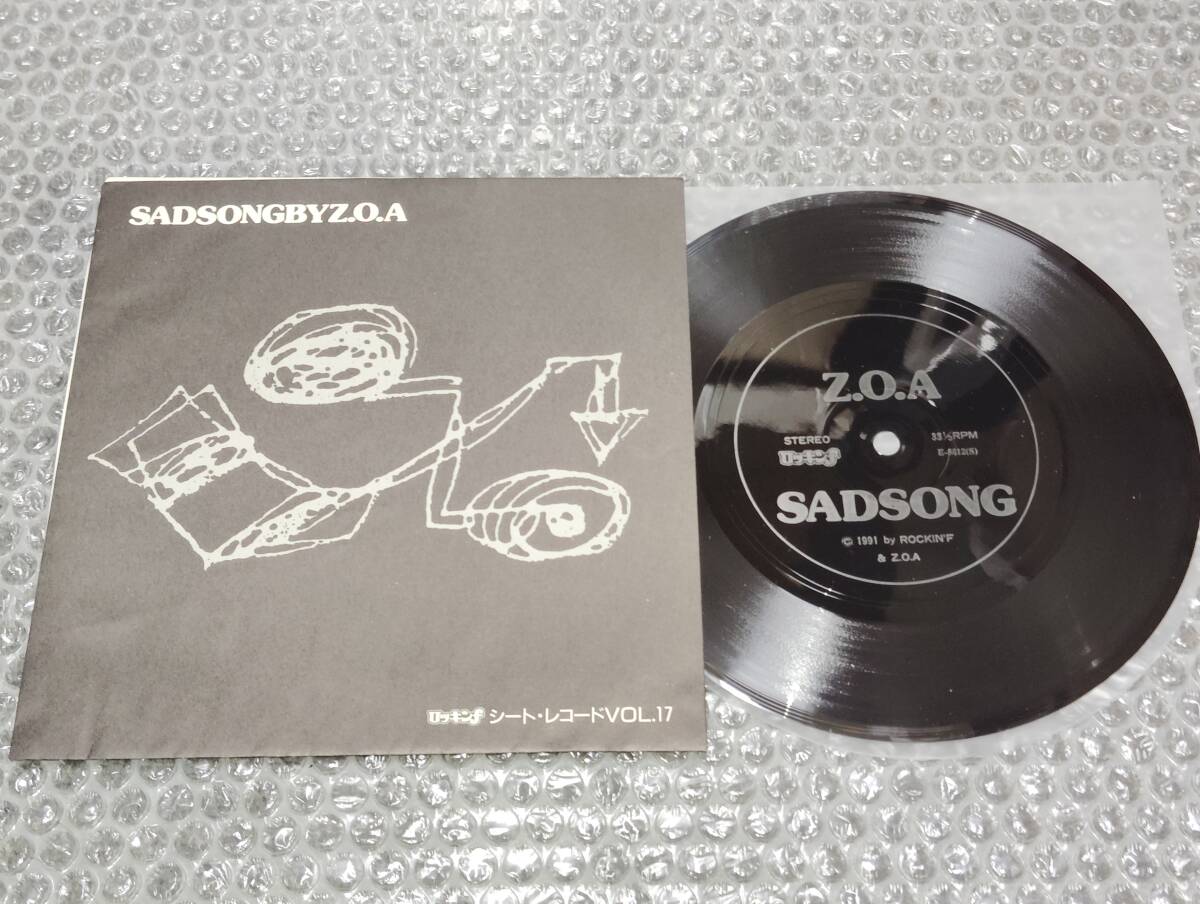 SADSONGBYZ.O.A
ロッキンf シート・レコードVOL.17
Z.O.A
STEREO
33⅓RPM
ロッキンf
E-8612(S)
SADSONG
© 1991 by ROCKIN'F
& Z.O.A